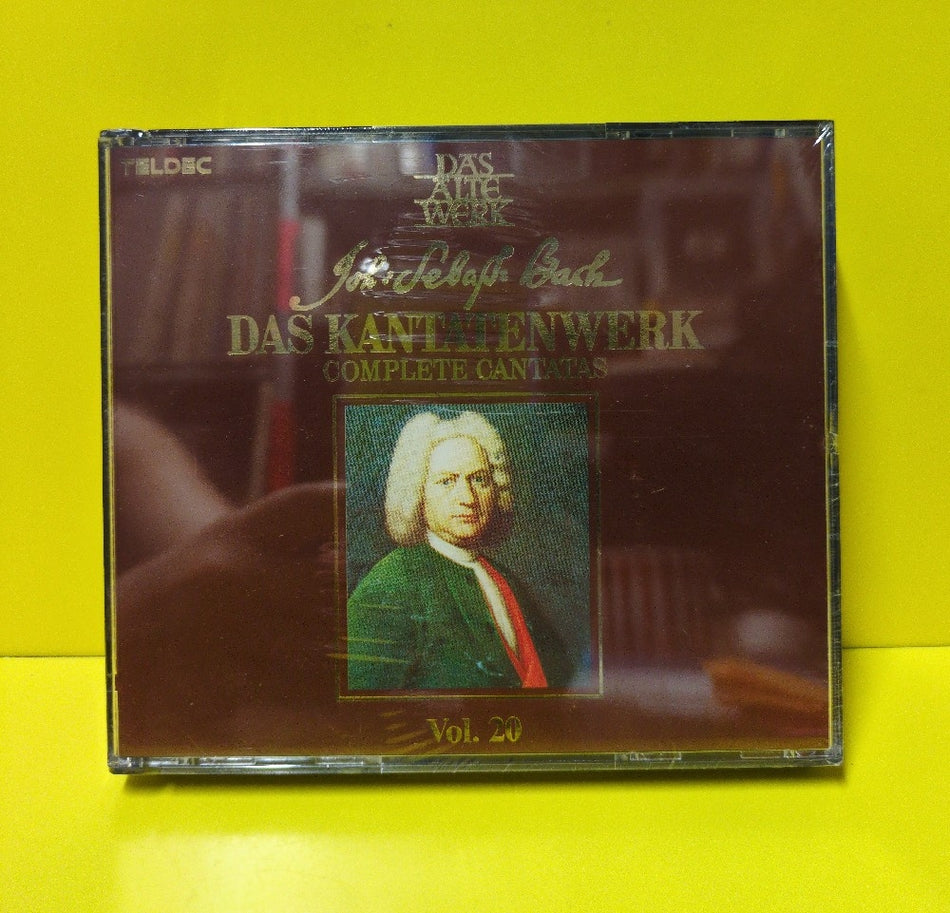 TELDEC
DAS
ALTE
WERK
Joh. Sebast. Bach
DAS KANTATENWERK
COMPLETE CANTATAS
Vol. 20